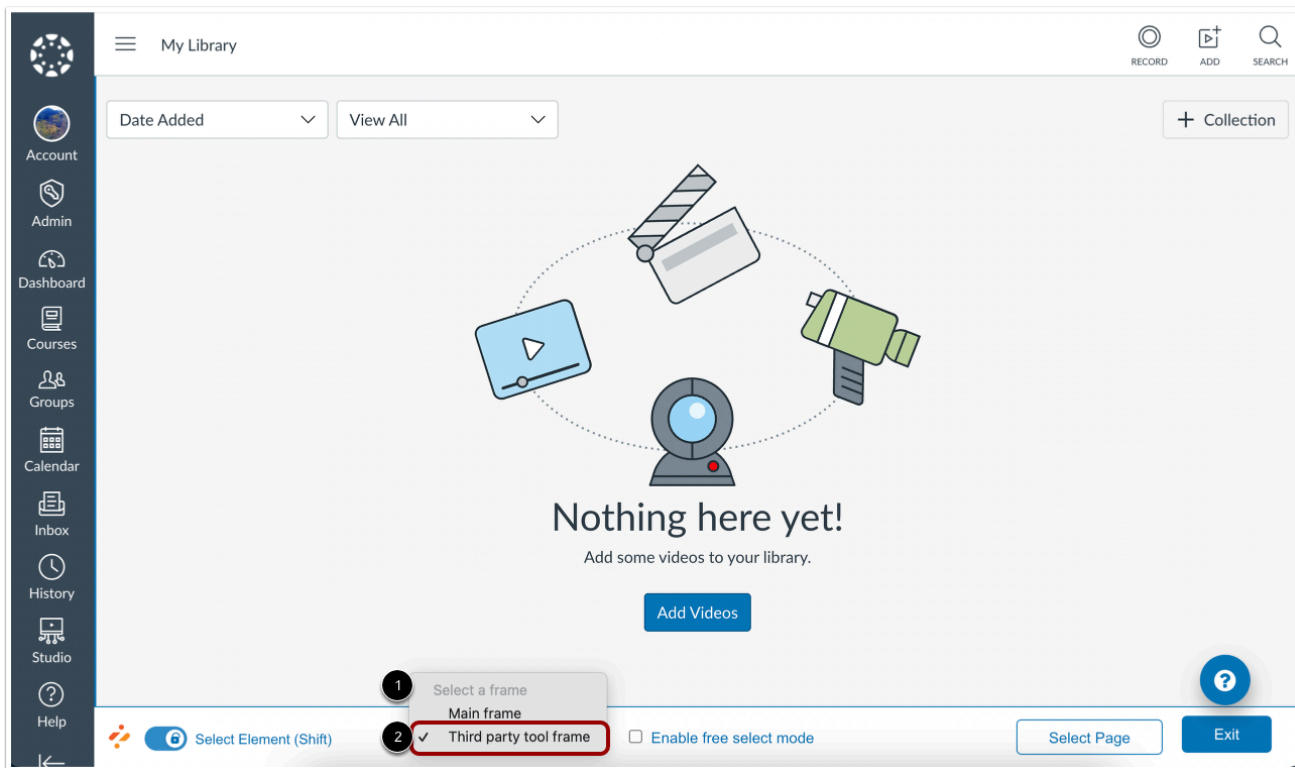 My Library
RECORD
ADD
SEARCH
Date Added
View All
+ Collection
Account
Admin
Dashboard
Courses
Groups
Calendar
Inbox
History
Studio
Help
Nothing here yet!
Add some videos to your library.
Add Videos
1
Select a frame
Main frame
2
✓ Third party tool frame
Select Element (Shift)
Enable free select mode
Select Page
Exit
?